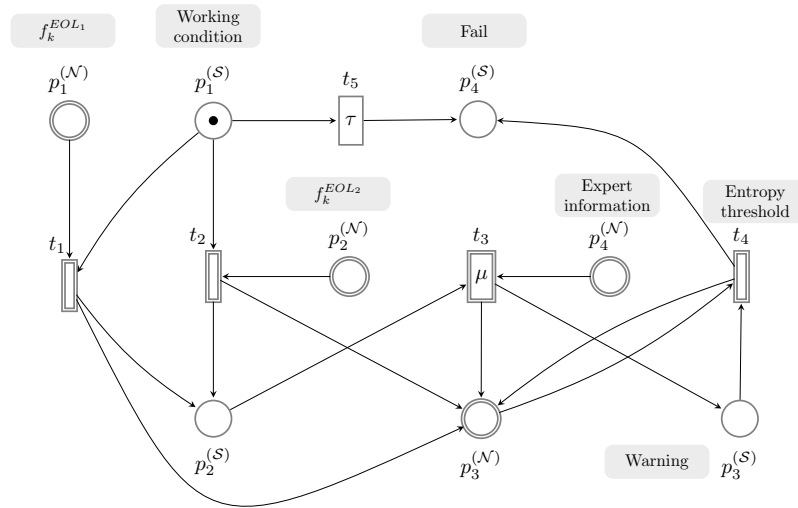 f_k^{EOL_1}
Working
condition
Fail
p_1^{(𝒩)}
p_1^{(𝒮)}
t_5
p_4^{(𝒮)}
τ
f_k^{EOL_2}
Expert
information
Entropy
threshold
t_1
t_2
p_2^{(𝒩)}
t_3
p_4^{(𝒩)}
t_4
μ
p_2^{(𝒮)}
p_3^{(𝒩)}
Warning
p_3^{(𝒮)}